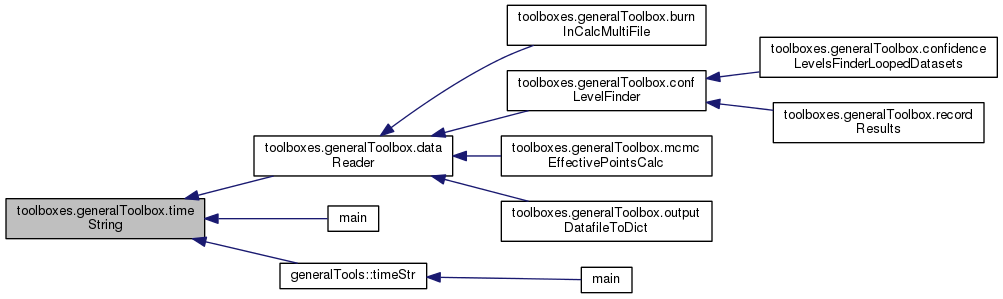 toolboxes.generalToolbox.burn
InCalcMultiFile
toolboxes.generalToolbox.confidence
LevelsFinderLoopedDatasets
toolboxes.generalToolbox.conf
LevelFinder
toolboxes.generalToolbox.record
Results
toolboxes.generalToolbox.data
Reader
toolboxes.generalToolbox.mcmc
EffectivePointsCalc
toolboxes.generalToolbox.time
String
main
toolboxes.generalToolbox.output
DatafileToDict
generalTools::timeStr
main